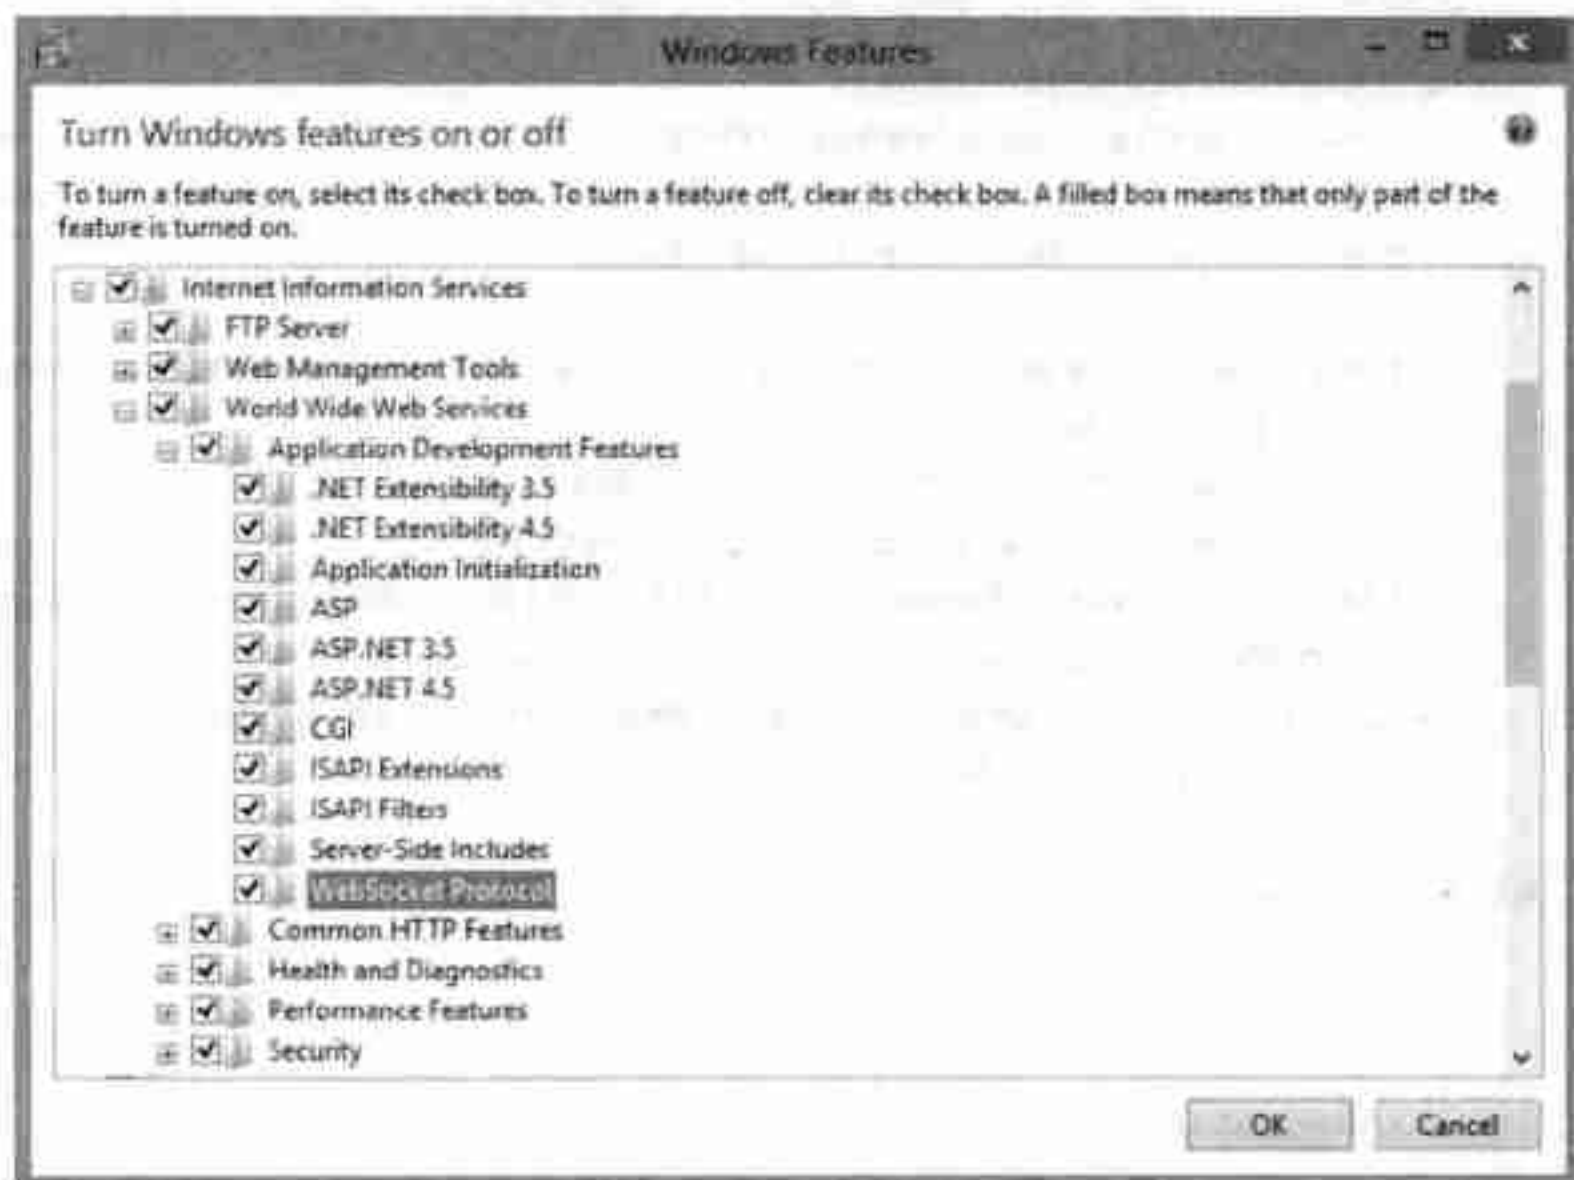 Windows Features
Turn Windows features on or off
To turn a feature on, select its check box. To turn a feature off, clear its check box. A filled box means that only part of the
feature is turned on.
Internet Information Services
FTP Server
Web Management Tools
World Wide Web Services
Application Development Features
.NET Extensibility 3.5
.NET Extensibility 4.5
Application Initialization
ASP
ASP.NET 3.5
ASP.NET 4.5
CGI
ISAPI Extensions
ISAPI Filters
Server-Side Includes
WebSocket Protocol
Common HTTP Features
Health and Diagnostics
Performance Features
Security
OK Cancel